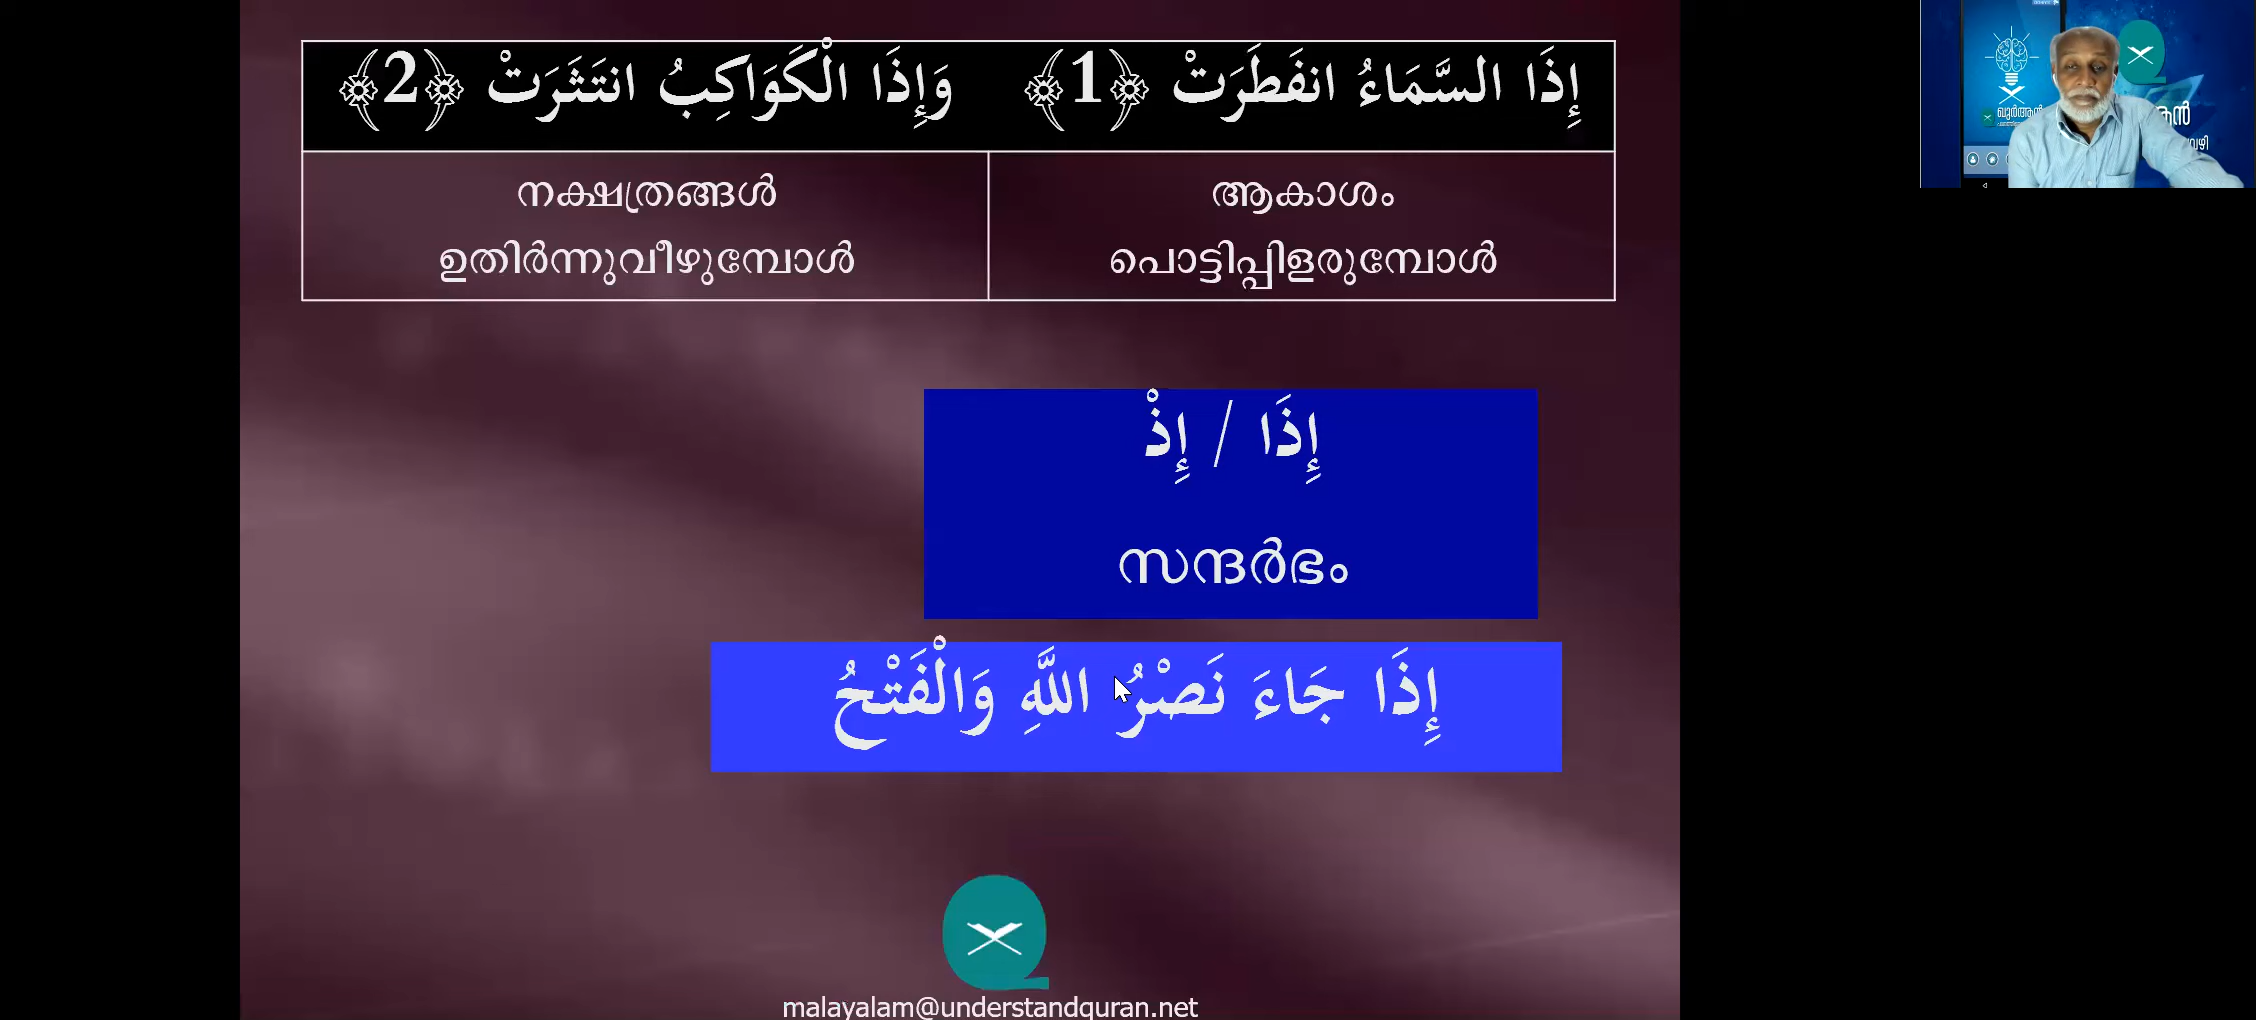 إِذَا السَّمَاءُ انفَطَرَتْ ﴿1﴾ وَإِذَا الْكَوَاكِبُ انتَثَرَتْ ﴿2﴾
ആകാശം
പൊട്ടിപ്പിളരുമ്പോൾ
നക്ഷത്രങ്ങൾ
ഉതിർന്നുവീഴുമ്പോൾ
إِذَا / إِذْ
സന്ദർഭം
إِذَا جَاءَ نَصْرُ اللَّهِ وَالْفَتْحُ
malayalam@understandquran.net
ഖുർആൻ